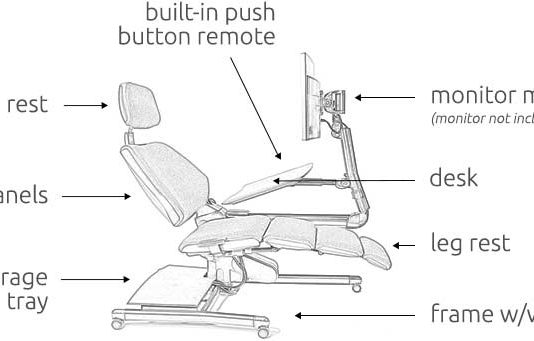 built-in push
button remote
rest
monitor m
(monitor not incl
anels
desk
leg rest
rage
tray
frame w/v